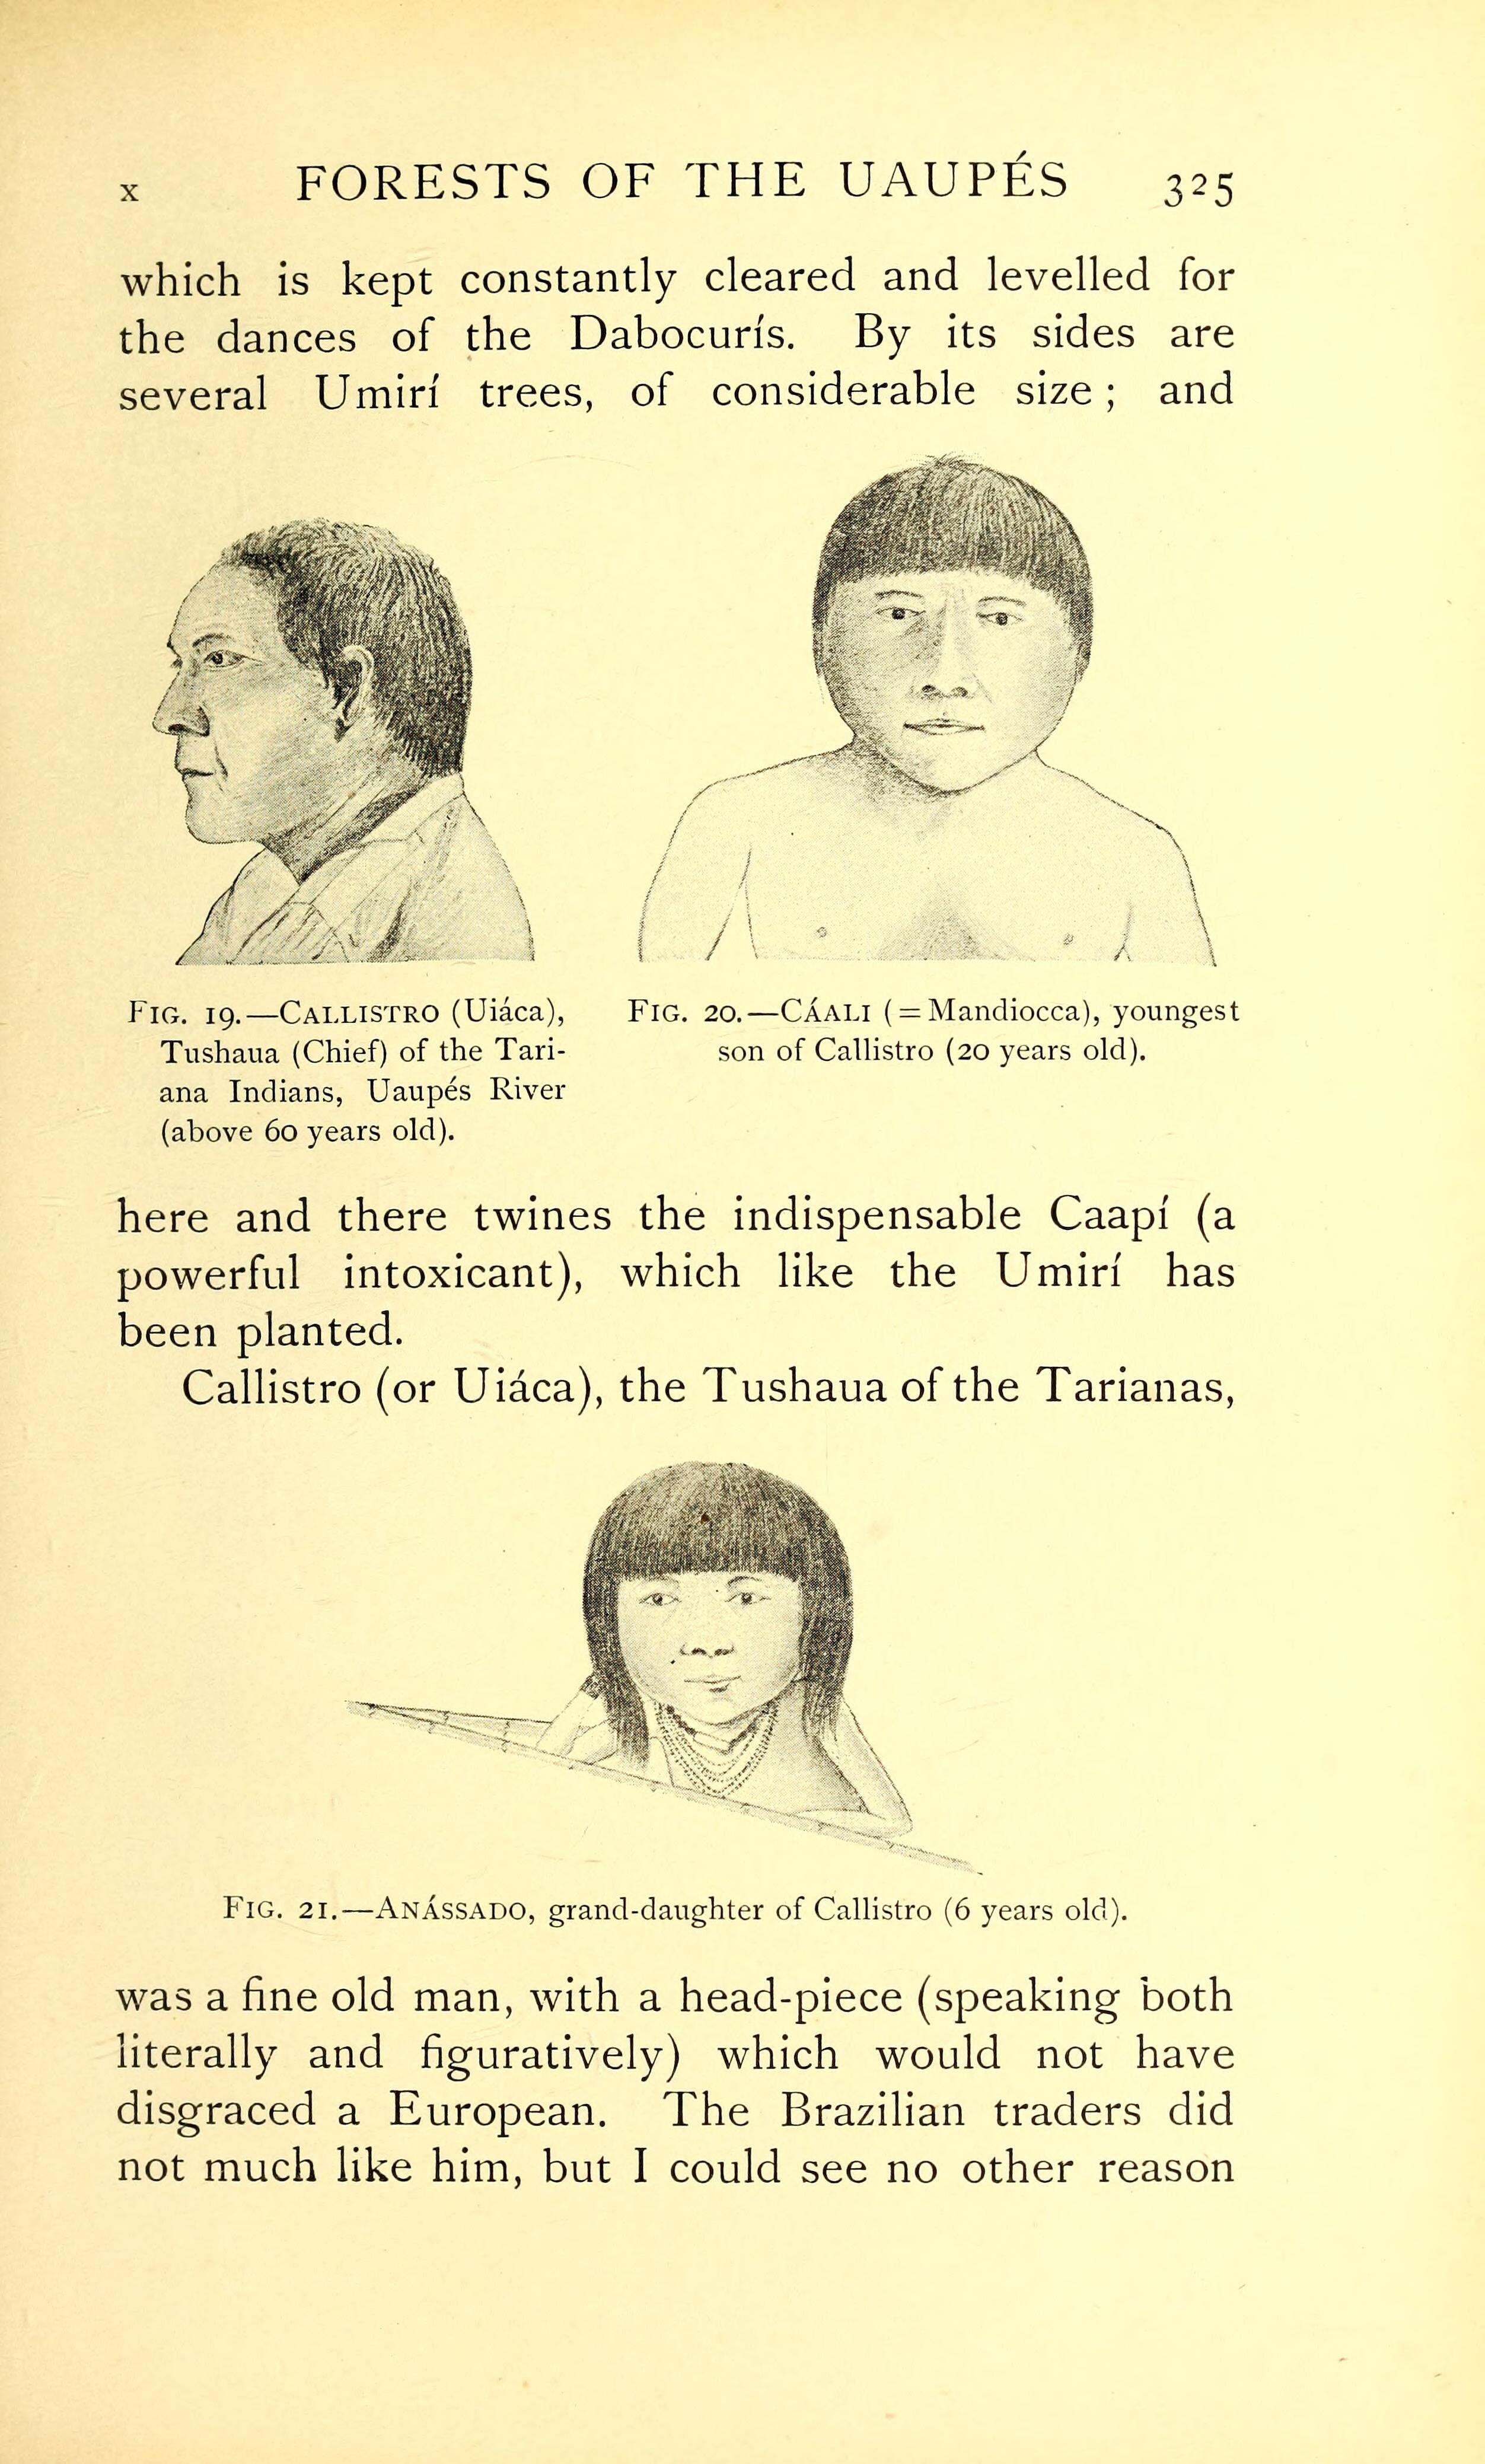 x FORESTS OF THE UAUPÉS 325
which is kept constantly cleared and levelled for
the dances of the Dabocurís. By its sides are
several Umirí trees, of considerable size ; and
FIG. 19.—CALLISTRO (Uiáca),
Tushaua (Chief) of the Tari-
ana Indians, Uaupés River
(above 60 years old).
FIG. 20.—CÁALI (=Mandiocca), youngest
son of Callistro (20 years old).
here and there twines the indispensable Caapí (a
powerful intoxicant), which like the Umirí has
been planted.
Callistro (or Uiáca), the Tushaua of the Tarianas,
FIG. 21.—ANÁSSADO, grand-daughter of Callistro (6 years old).
was a fine old man, with a head-piece (speaking both
literally and figuratively) which would not have
disgraced a European. The Brazilian traders did
not much like him, but I could see no other reason